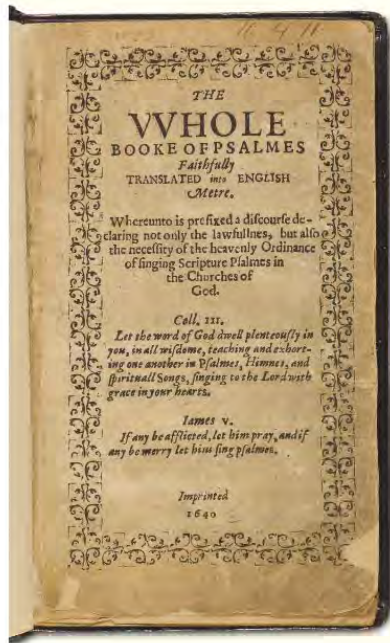 THE
VVHOLE
BOOKE OF PSALMES
Faithfully
TRANSLATED into ENGLISH
Metre.
Whereunto is prefixed a discourse de-
claring not only the lawfullnes, but also
the necessity of the heavenly Ordinance
of singing Scripture Psalmes in
the Churches of
God.
Coll. III.
Let the word of God dwell plenteously in
you, in all wisdome, teaching and exhort-
ing one another in Psalmes, Himnes, and
spirituall Songs, singing to the Lord with
grace in your hearts.
Iames V.
If any be afflicted, let him pray, and if
any be merry let him sing psalmes.
Imprinted
1640